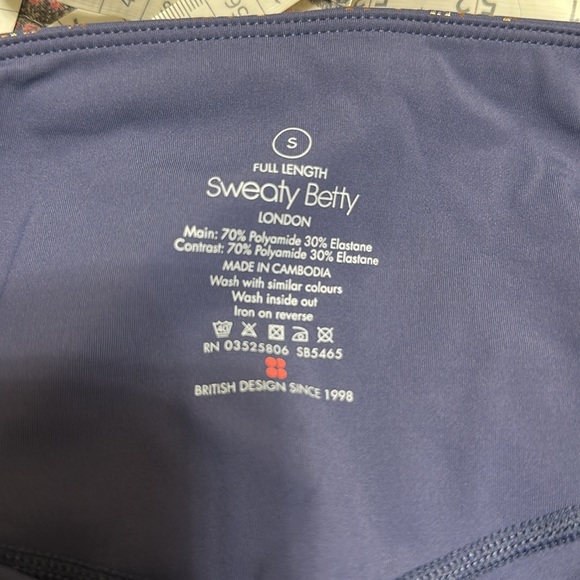 S
FULL LENGTH
Sweaty Betty
LONDON
Main: 70% Polyamide 30% Elastane
Contrast: 70% Polyamide 30% Elastane
MADE IN CAMBODIA
Wash with similar colours
Wash inside out
Iron on reverse
40
RN 03525806 SB5465
BRITISH DESIGN SINCE 1998